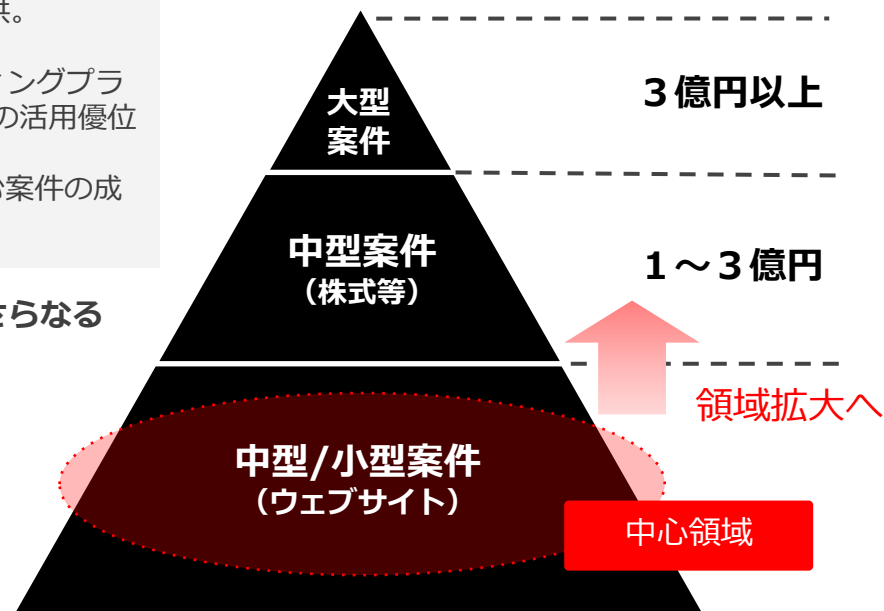 供。
ィングプラ
の活用優位
案件の成
さらなる
大型
案件
3億円以上
中型案件
（株式等）
1～3億円
領域拡大へ
中型/小型案件
（ウェブサイト）
中心領域